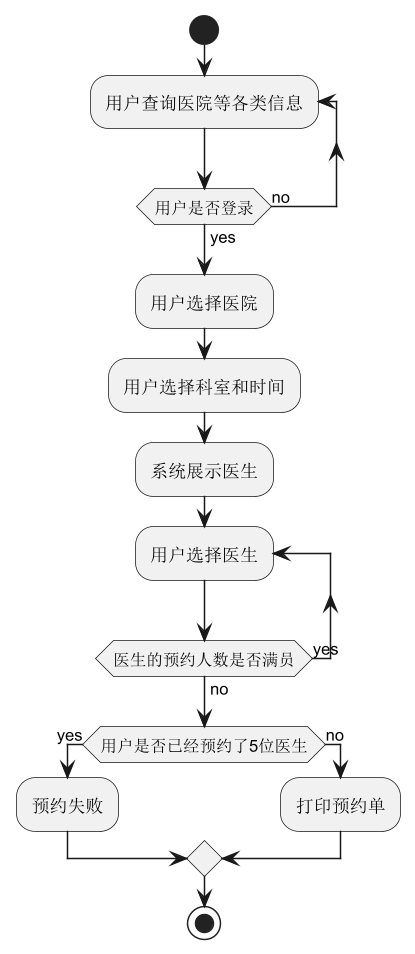 用户查询医院等各类信息
no
用户是否登录
yes
用户选择医院
用户选择科室和时间
系统展示医生
用户选择医生
医生的预约人数是否满员
yes
no
yes
用户是否已经预约了5位医生
no
预约失败
打印预约单